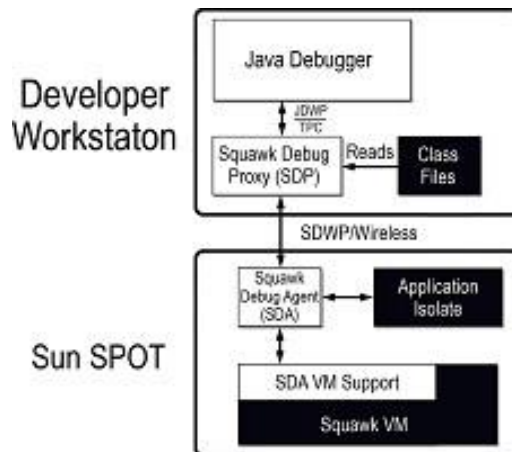 Developer
Workstaton
Java Debugger
JDWP
TPC
Squawk Debug
Proxy (SDP)
Reads
Class
Files
SDWP/Wireless
Sun SPOT
Squawk
Debug Agent
(SDA)
Application
Isolate
SDA VM Support
Squawk VM